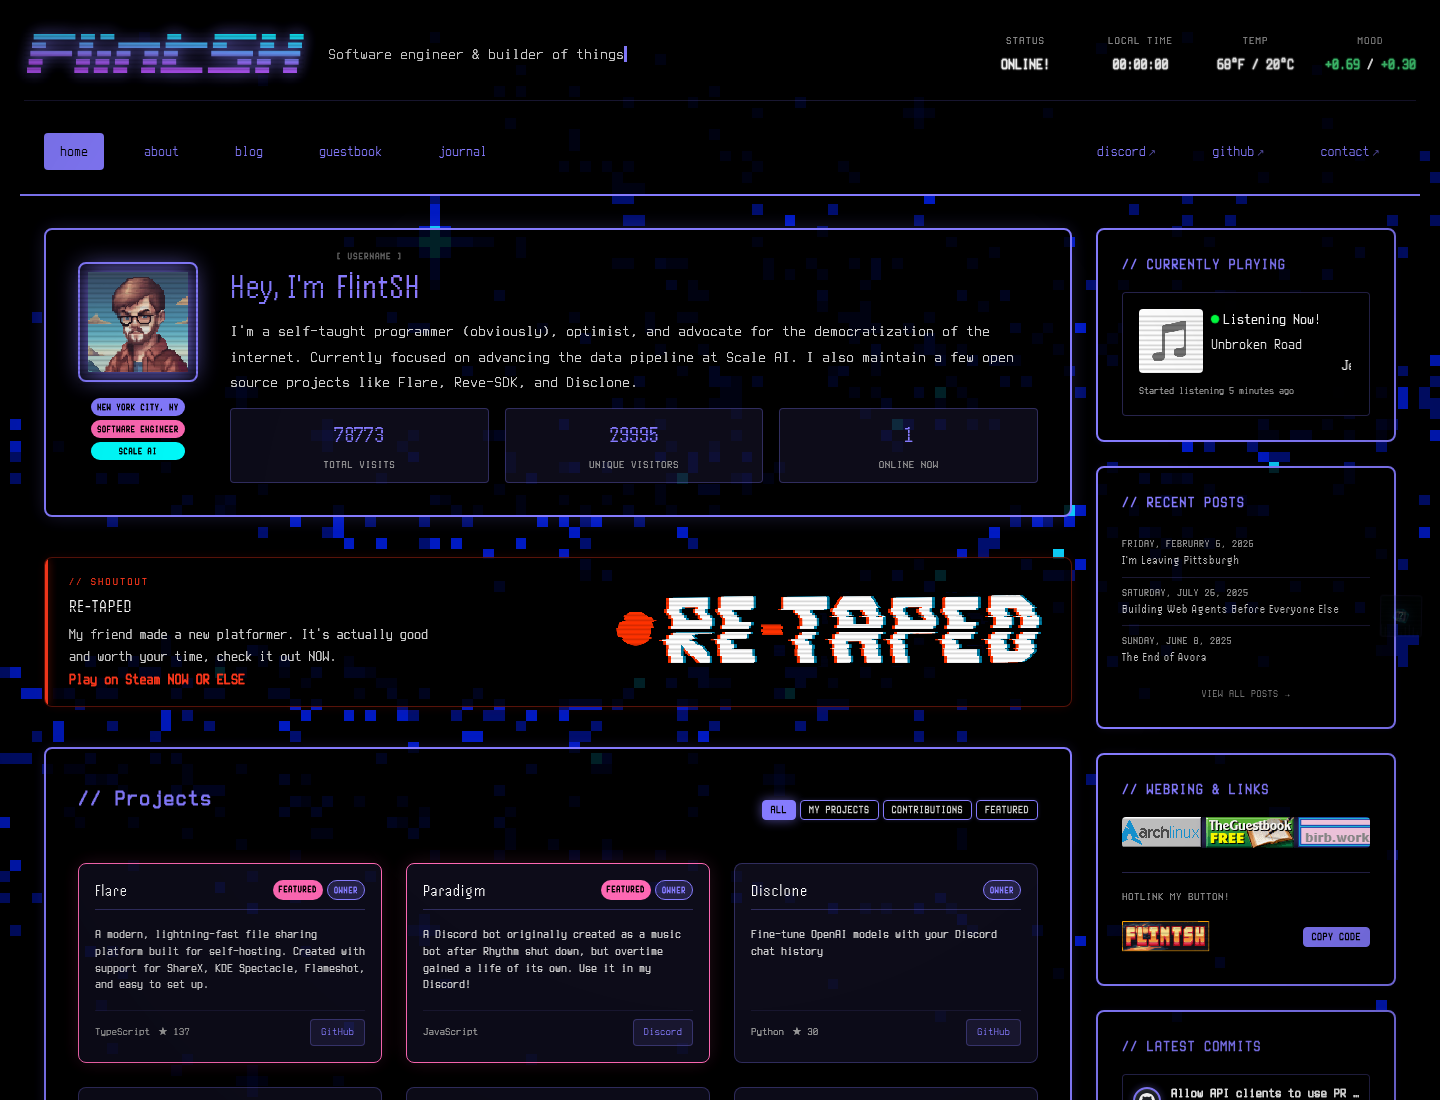 FlintSH
Software engineer & builder of things
STATUS
ONLINE!
LOCAL TIME
00:00:00
TEMP
68°F / 20°C
MOOD
+0.69 / +0.30
home
about
blog
guestbook
journal
discord↗
github↗
contact↗
[ USERNAME ]
Hey, I'm FlintSH
I'm a self-taught programmer (obviously), optimist, and advocate for the democratization of the
internet. Currently focused on advancing the data pipeline at Scale AI. I also maintain a few open
source projects like Flare, Reve-SDK, and Disclone.
NEW YORK CITY, NY
SOFTWARE ENGINEER
SCALE AI
78773
TOTAL VISITS
29995
UNIQUE VISITORS
1
ONLINE NOW
// SHOUTOUT
RE-TAPED
My friend made a new platformer. It's actually good
and worth your time, check it out NOW.
Play on Steam NOW OR ELSE
RE-TAPED
// Projects
ALL
MY PROJECTS
CONTRIBUTIONS
FEATURED
Flare
FEATURED
OWNER
A modern, lightning-fast file sharing
platform built for self-hosting. Created with
support for ShareX, KDE Spectacle, Flameshot,
and easy to set up.
TypeScript ★ 137
GitHub
Paradigm
FEATURED
OWNER
A Discord bot originally created as a music
bot after Rhythm shut down, but overtime
gained a life of its own. Use it in my
Discord!
JavaScript
Discord
Disclone
OWNER
Fine-tune OpenAI models with your Discord
chat history
Python ★ 30
GitHub
// CURRENTLY PLAYING
Listening Now!
Unbroken Road
Started listening 5 minutes ago
// RECENT POSTS
FRIDAY, FEBRUARY 6, 2026
I'm Leaving Pittsburgh
SATURDAY, JULY 26, 2025
Building Web Agents Before Everyone Else
SUNDAY, JUNE 8, 2025
The End of Avora
VIEW ALL POSTS →
// WEBRING & LINKS
archlinux
TheGuestbook
FREE
birb.work
HOTLINK MY BUTTON!
FLINTSH
COPY CODE
// LATEST COMMITS
Allow API clients to use PR …